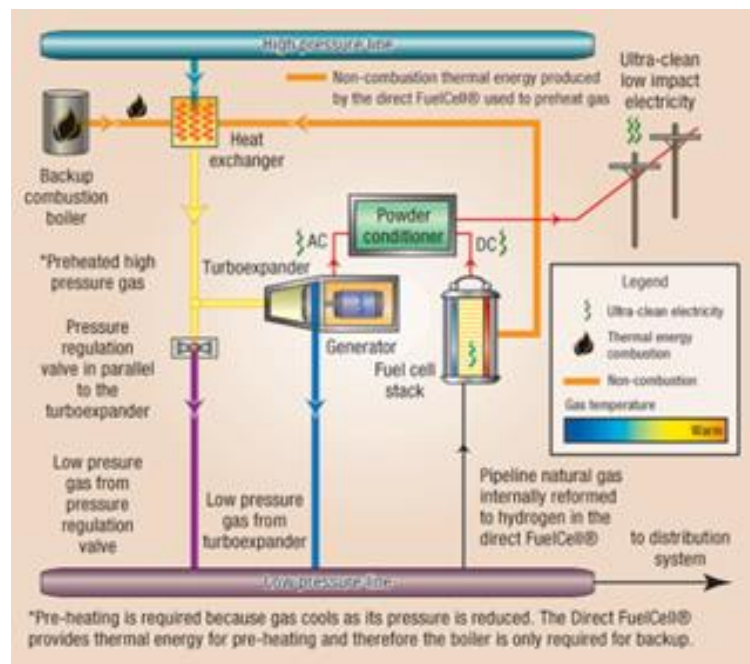 High pressure line
Non-combustion thermal energy produced
by the direct FuelCell® used to preheat gas
Ultra-clean
low impact
electricity
Heat
exchanger
Backup
combustion
boiler
Powder
conditioner
AC
DC
*Preheated high
pressure gas
Turboexpander
Generator
Fuel cell
stack
Pressure
regulation
valve in parallel
to the
turboexpander
Legend
Ultra-clean electricity
Thermal energy
combustion
Non-combustion
Gas temperature
Warm
Low presure
gas from
pressure
regulation
valve
Low pressure
gas from
turboexpander
Pipeline natural gas
internally reformed
to hydrogen in the
direct FuelCell®
to distribution
system
Low pressure line
*Pre-heating is required because gas cools as its pressure is reduced. The Direct FuelCell®
provides thermal energy for pre-heating and therefore the boiler is only required for backup.